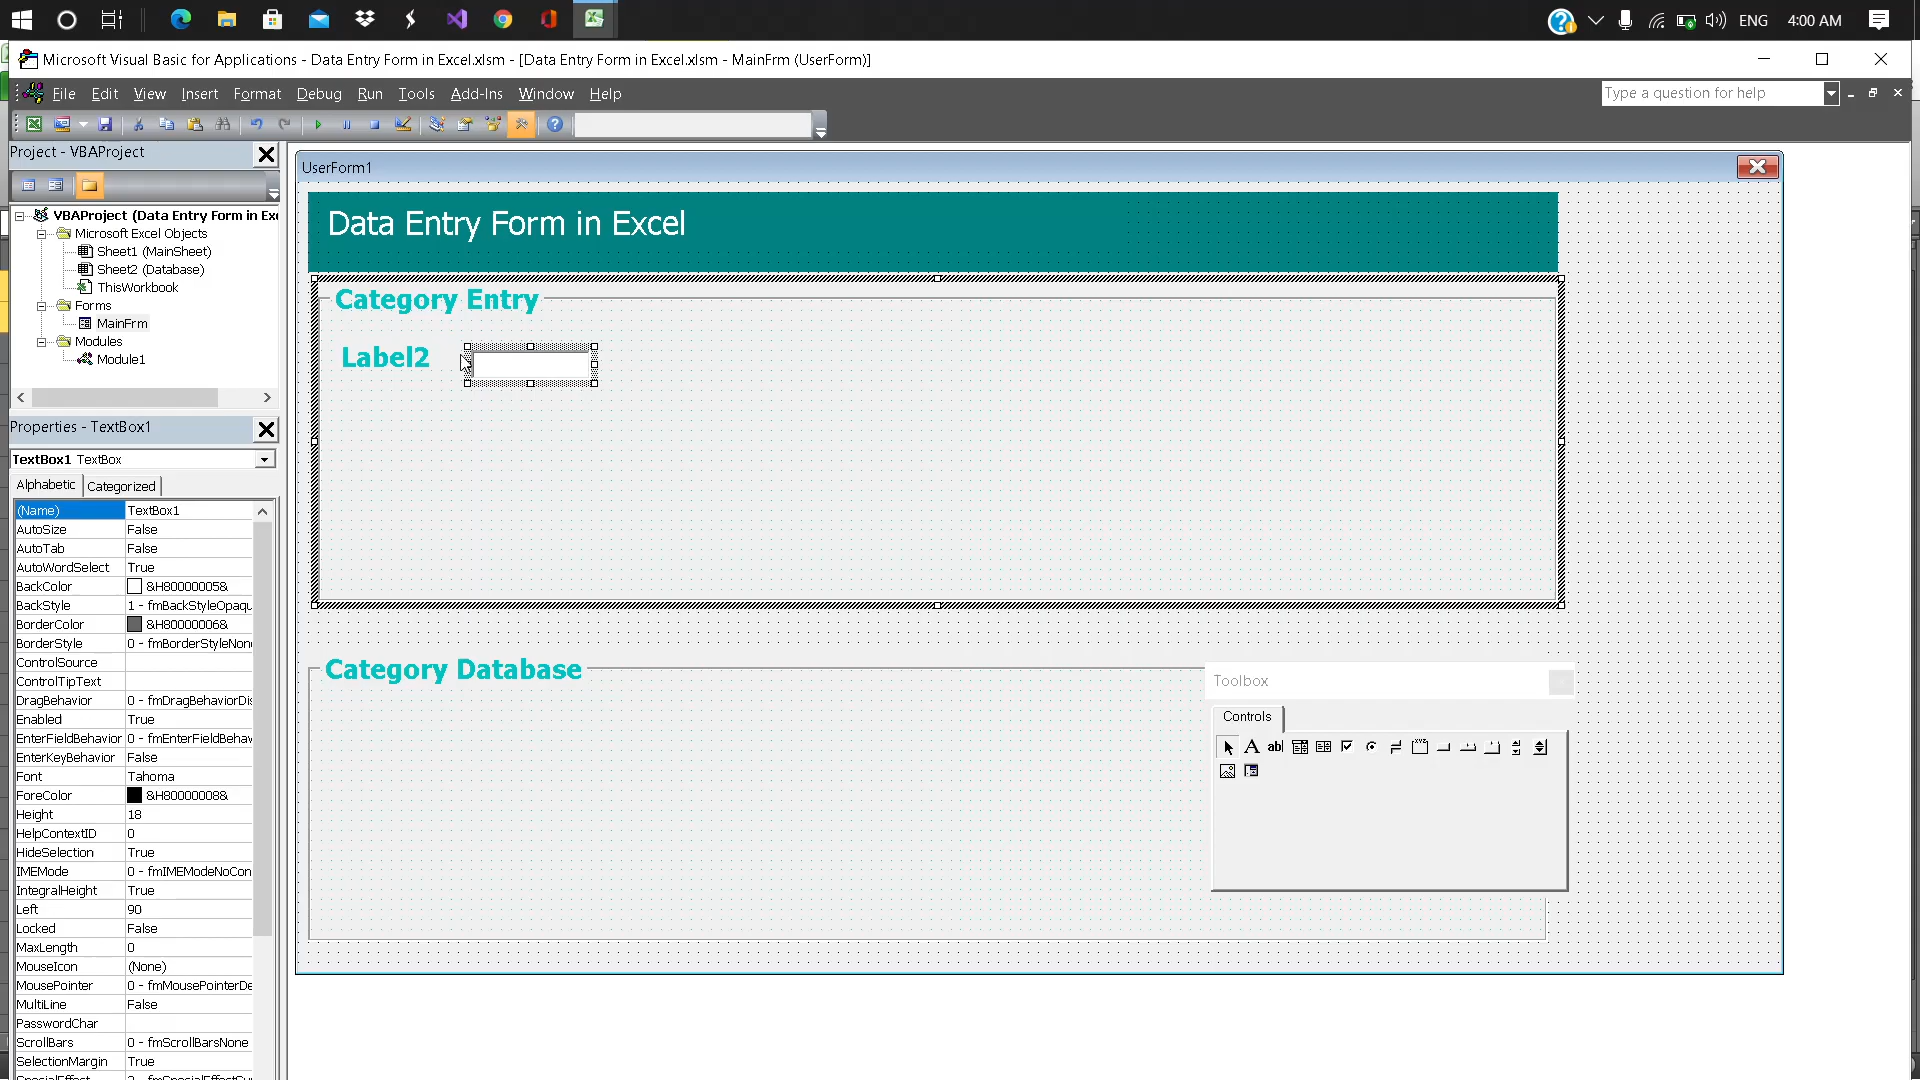 ENG
4:00 AM
Microsoft Visual Basic for Applications - Data Entry Form in Excel.xlsm - [Data Entry Form in Excel.xlsm - MainFrm (UserForm)]
File Edit View Insert Format Debug Run Tools Add-Ins Window Help
Type a question for help
Project - VBAProject
VBAProject (Data Entry Form in Ex
Microsoft Excel Objects
Sheet1 (MainSheet)
Sheet2 (Database)
ThisWorkbook
Forms
MainFrm
Modules
Module1
Properties - TextBox1
TextBox1 TextBox
Alphabetic Categorized
(Name) TextBox1
AutoSize False
AutoTab False
AutoWordSelect True
BackColor &H80000005&
BackStyle 1 - fmBackStyleOpaqu
BorderColor &H80000006&
BorderStyle 0 - fmBorderStyleNon
ControlSource
ControlTipText
DragBehavior 0 - fmDragBehaviorDis
Enabled True
EnterFieldBehavior 0 - fmEnterFieldBehav
EnterKeyBehavior False
Font Tahoma
ForeColor &H80000008&
Height 18
HelpContextID 0
HideSelection True
IMEMode 0 - fmIMEModeNoCon
IntegralHeight True
Left 90
Locked False
MaxLength 0
MouseIcon (None)
MousePointer 0 - fmMousePointerDe
MultiLine False
PasswordChar
ScrollBars 0 - fmScrollBarsNone
SelectionMargin True
UserForm1
Data Entry Form in Excel
Category Entry
Label2
Category Database
Toolbox
Controls
A ab
XYZ